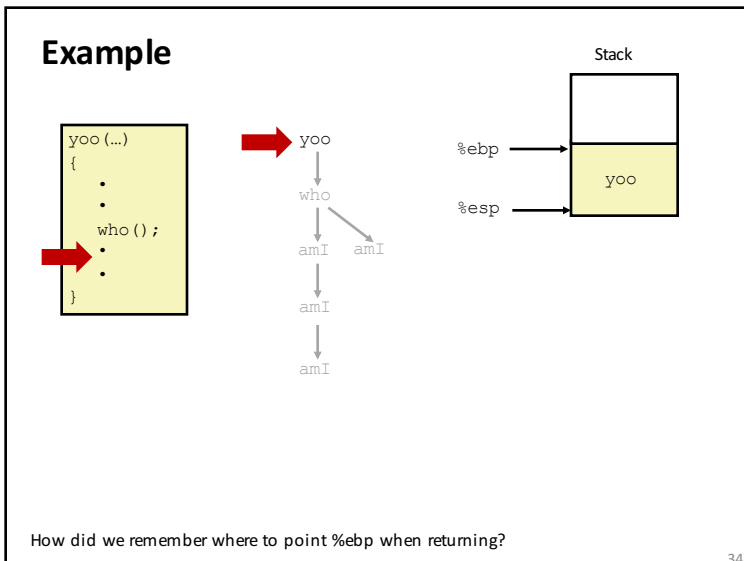 Example
Stack
yoo(…)
{
•
•
who();
•
•
}
yoo
who
amI
amI
amI
amI
%ebp
yoo
%esp
How did we remember where to point %ebp when returning?
34